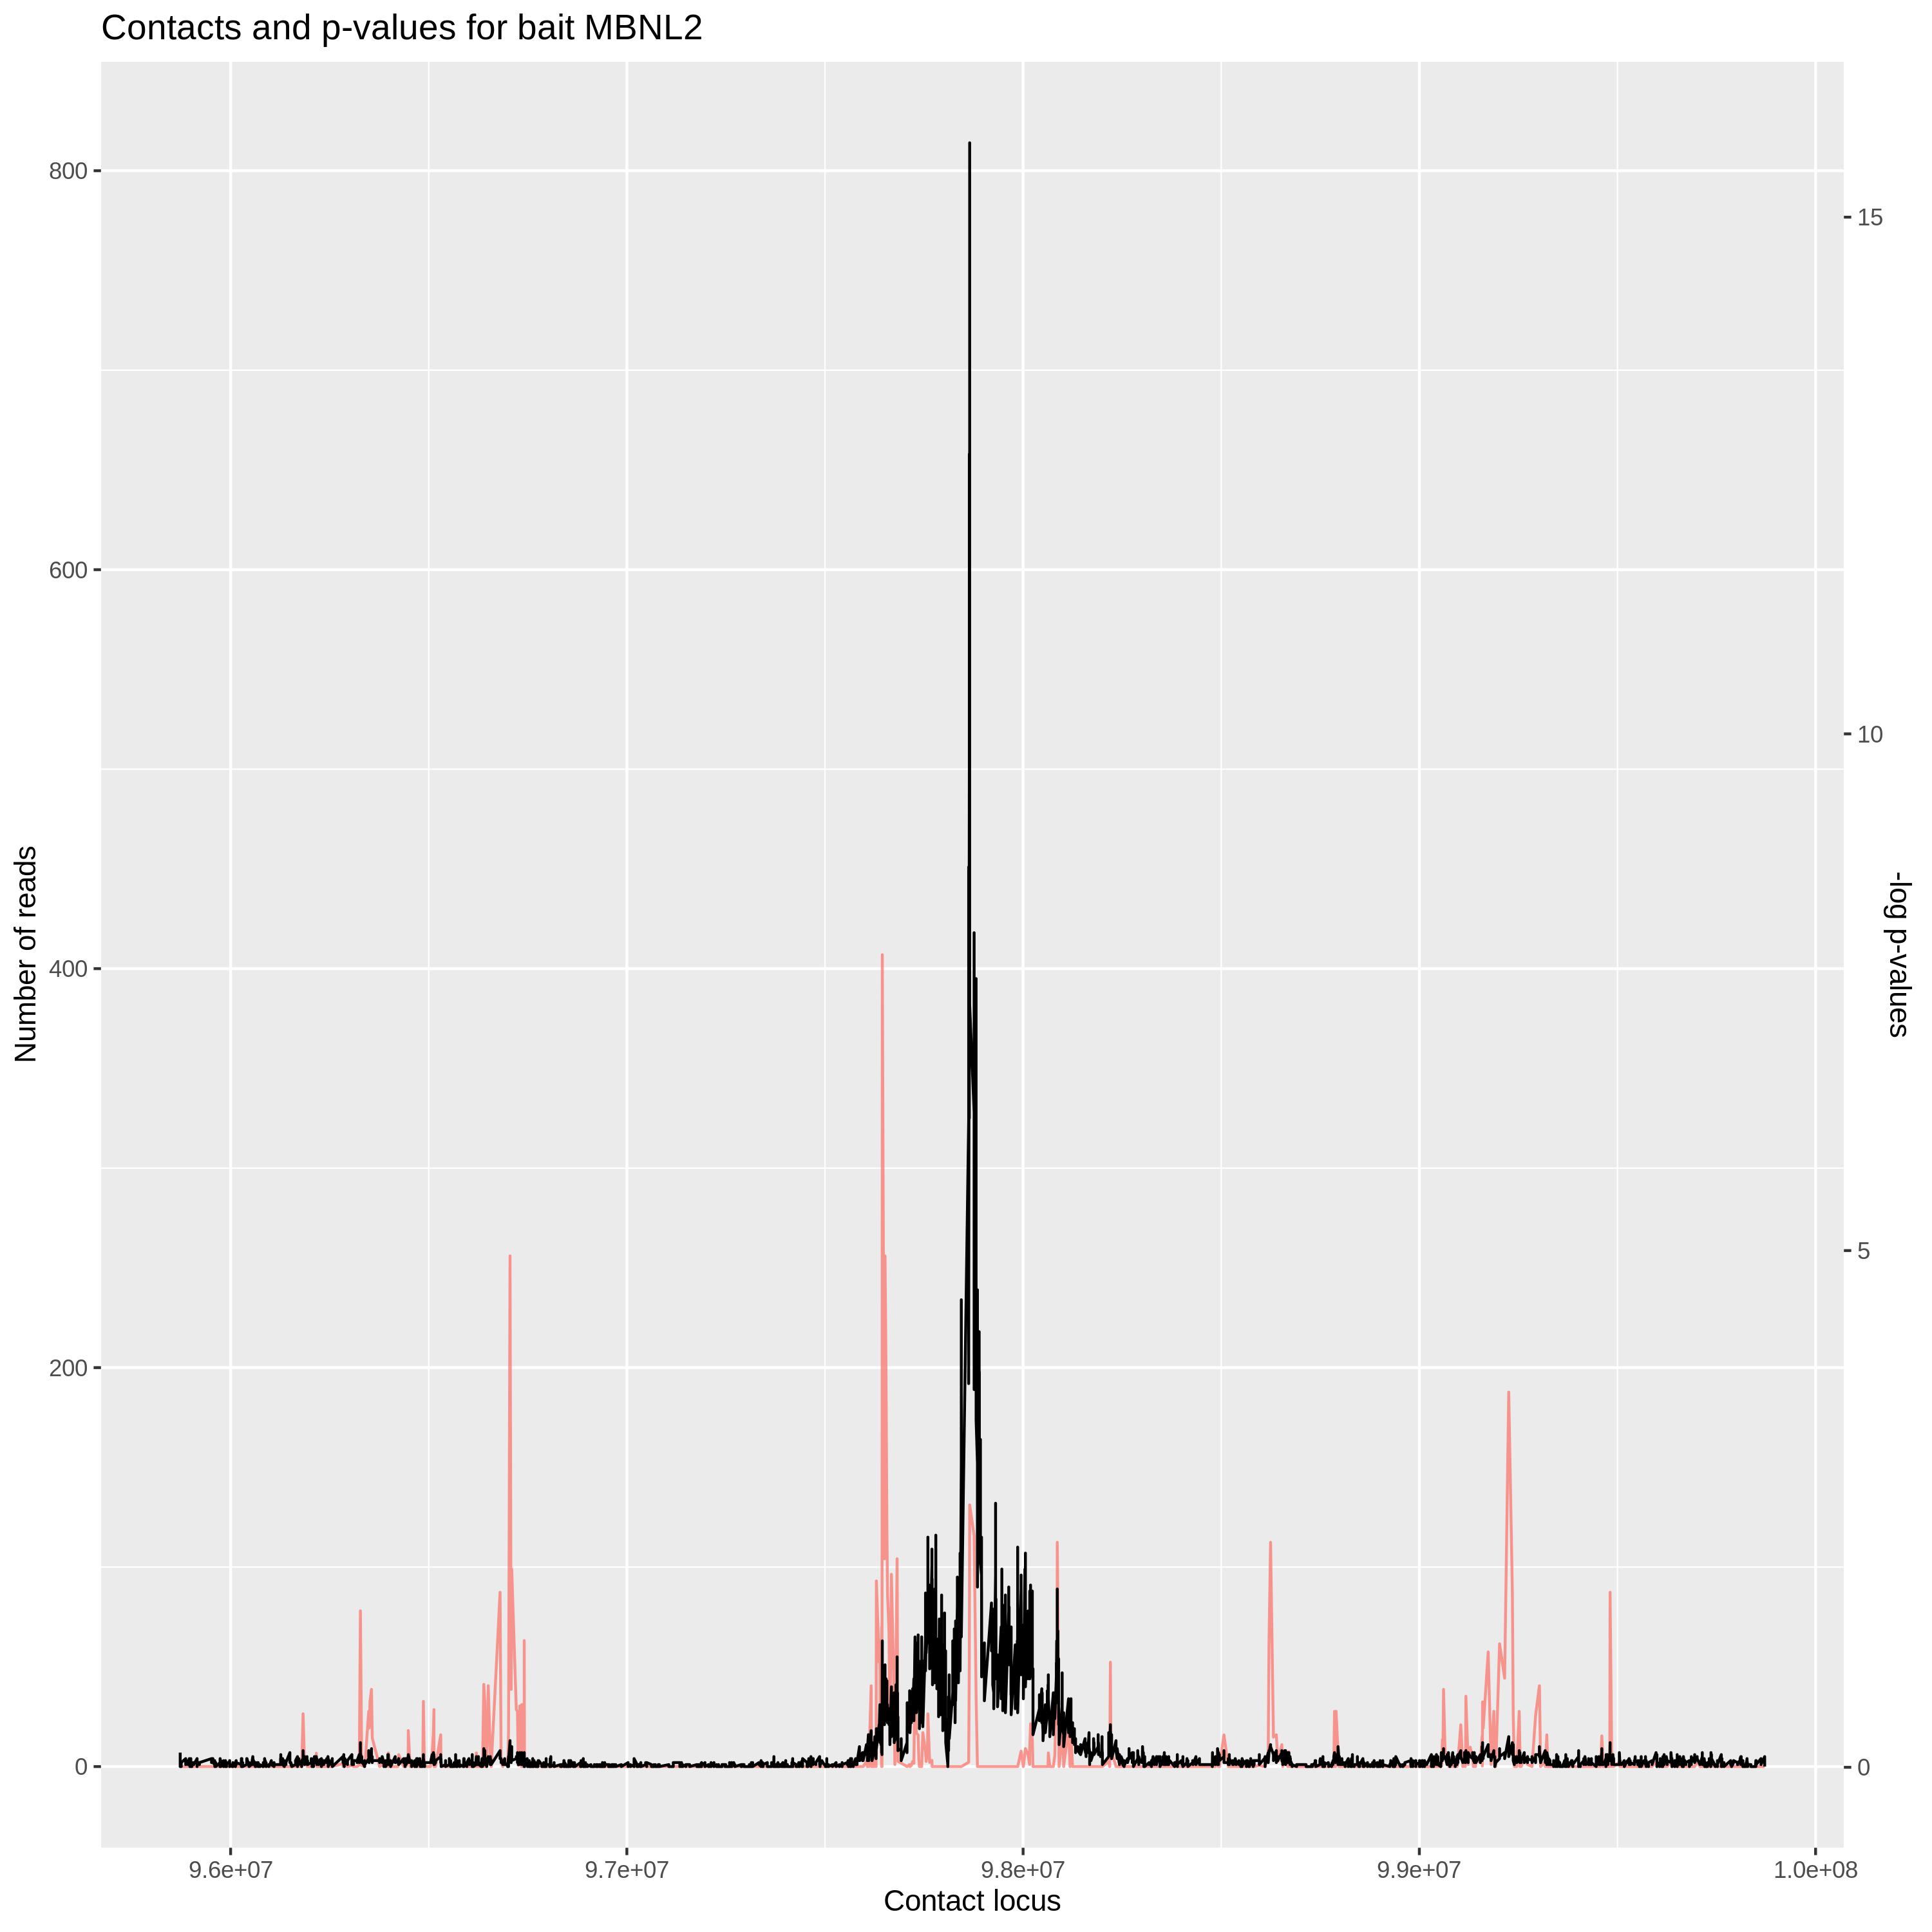 Contacts and p-values for bait MBNL2
800
600
400
200
0
15
10
5
0
Number of reads
-log p-values
9.6e+07
9.7e+07
9.8e+07
9.9e+07
1.0e+08
Contact locus